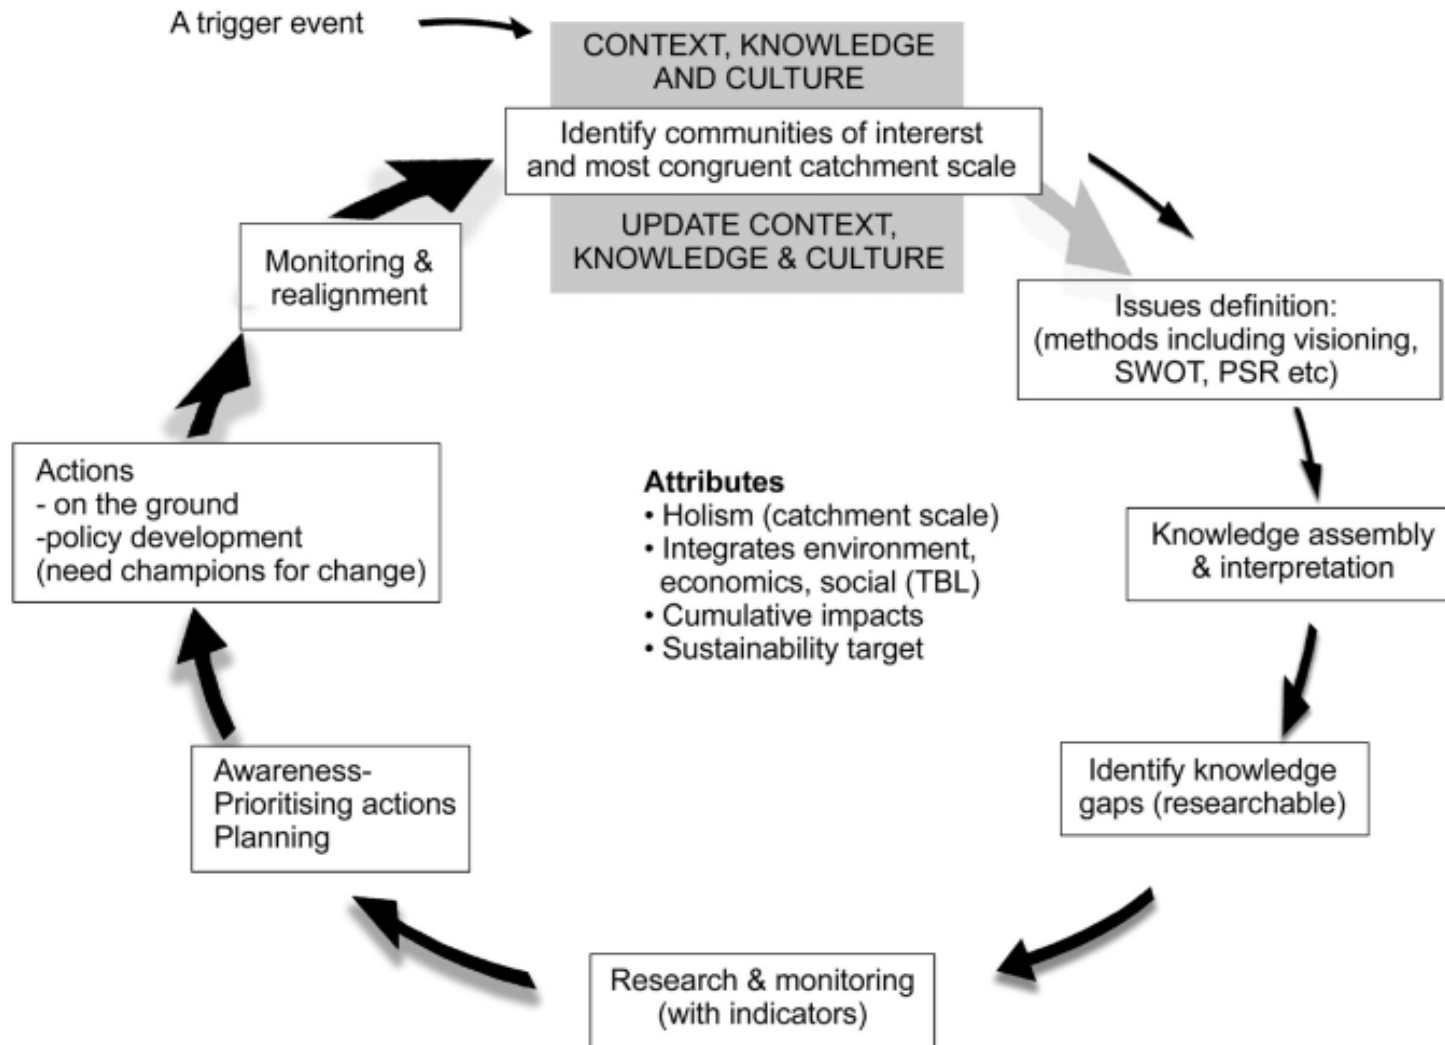 A trigger event
CONTEXT, KNOWLEDGE
AND CULTURE
Identify communities of intererst
and most congruent catchment scale
UPDATE CONTEXT,
KNOWLEDGE & CULTURE
Issues definition:
(methods including visioning,
SWOT, PSR etc)
Knowledge assembly
& interpretation
Identify knowledge
gaps (researchable)
Research & monitoring
(with indicators)
Awareness-
Prioritising actions
Planning
Actions
- on the ground
-policy development
(need champions for change)
Monitoring &
realignment
Attributes
• Holism (catchment scale)
• Integrates environment,
economics, social (TBL)
• Cumulative impacts
• Sustainability target